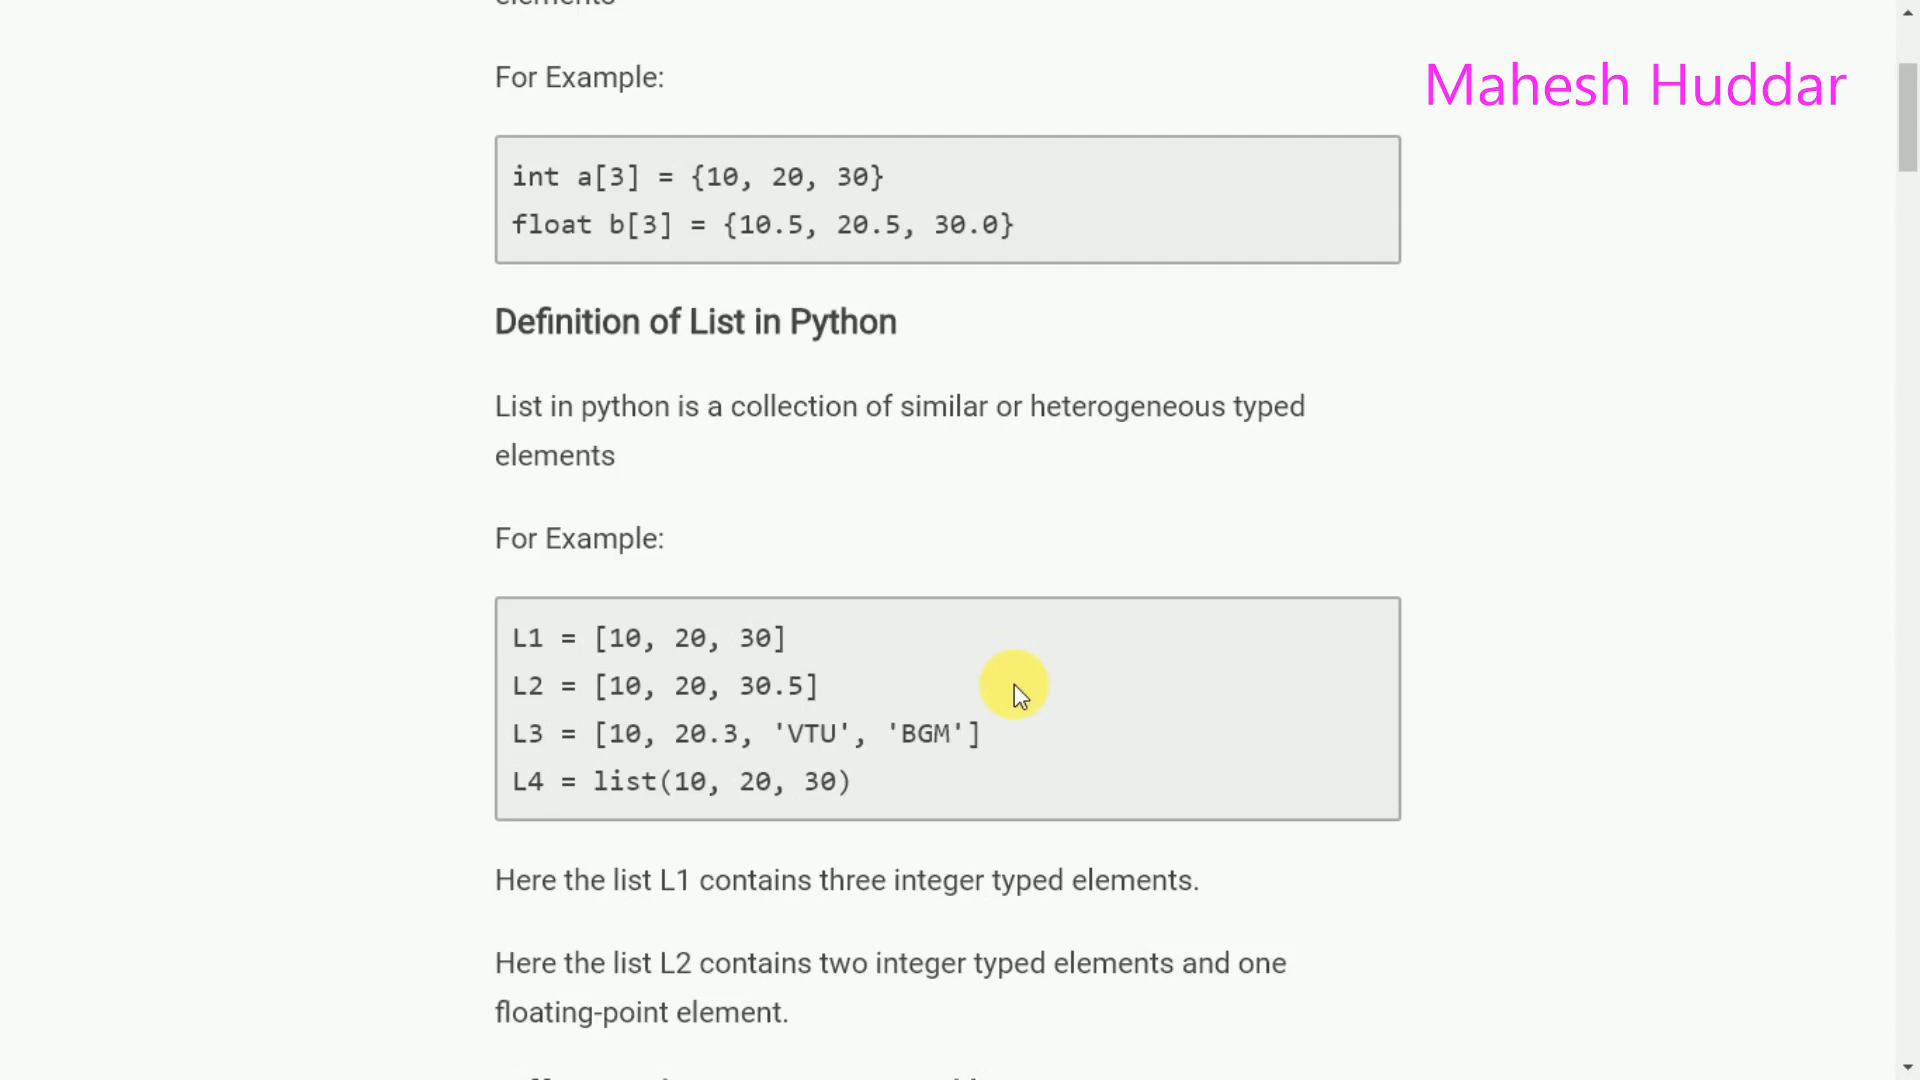 elements
For Example:
Mahesh Huddar
int a[3] = {10, 20, 30}
float b[3] = {10.5, 20.5, 30.0}
Definition of List in Python
List in python is a collection of similar or heterogeneous typed
elements
For Example:
L1 = [10, 20, 30]
L2 = [10, 20, 30.5]
L3 = [10, 20.3, 'VTU', 'BGM']
L4 = list(10, 20, 30)
Here the list L1 contains three integer typed elements.
Here the list L2 contains two integer typed elements and one
floating-point element.